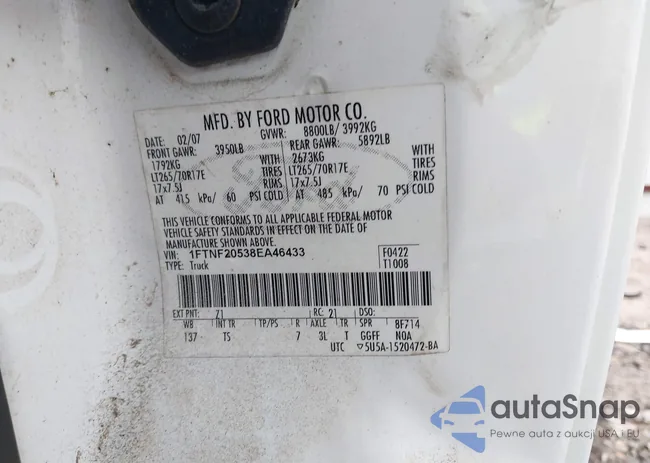 MFD. BY FORD MOTOR CO.
DATE: 02/07 GVWR: 8800LB/ 3992KG
FRONT GAWR: 3950LB REAR GAWR: 5892LB
1792KG WITH 2673KG WITH
LT265/70R17E TIRES LT265/70R17E TIRES
17x7.5J RIMS 17x7.5J RIMS
AT 415 kPa/ 60 PSI COLD AT 485 kPa/ 70 PSI COLD
THIS VEHICLE CONFORMS TO ALL APPLICABLE FEDERAL MOTOR
VEHICLE SAFETY STANDARDS IN EFFECT ON THE DATE OF
MANUFACTURE SHOWN ABOVE.
VIN: 1FTNF20538EA46433 F0422
TYPE: Truck T1008
EXT PNT: Z1 RC: 21 DSO:
WB INT TR TP/PS R AXLE TR SPR 8F714
137 TS 7 3L T GGFF NOA
UTC 5U5A-1520472-BA
autaSnap
Pewne auta z aukcji USA i EU